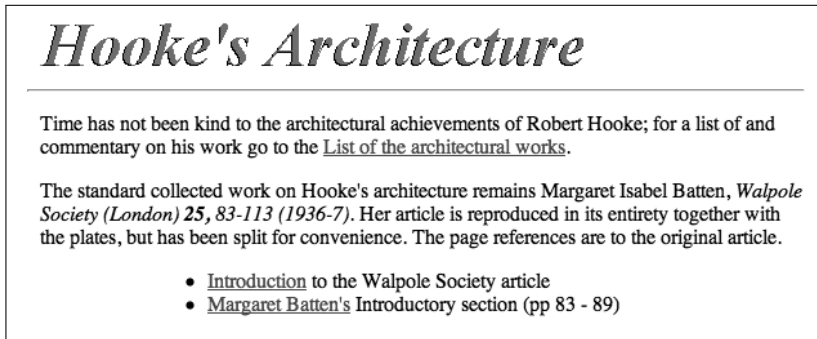 Hooke's Architecture
Time has not been kind to the architectural achievements of Robert Hooke; for a list of and
commentary on his work go to the List of the architectural works.
The standard collected work on Hooke's architecture remains Margaret Isabel Batten, Walpole
Society (London) 25, 83-113 (1936-7). Her article is reproduced in its entirety together with
the plates, but has been split for convenience. The page references are to the original article.
• Introduction to the Walpole Society article
• Margaret Batten's Introductory section (pp 83 - 89)